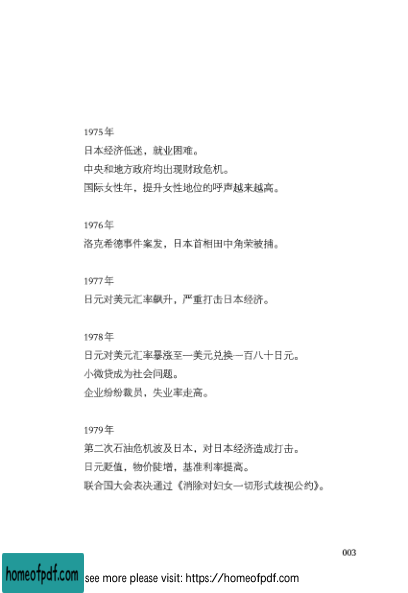 1975年
日本经济低迷，就业困难。
中央和地方政府均出现财政危机。
国际女性年，提升女性地位的呼声越来越高。
1976年
洛克希德事件案发，日本首相田中角荣被捕。
1977年
日元对美元汇率飙升，严重打击日本经济。
1978年
日元对美元汇率暴涨至一美元兑换一百八十日元。
小微贷成为社会问题。
企业纷纷裁员，失业率走高。
1979年
第二次石油危机波及日本，对日本经济造成打击。
日元贬值，物价陡增，基准利率提高。
联合国大会表决通过《消除对妇女一切形式歧视公约》。
003
homeofpdf.com
see more please visit: https://homeofpdf.com